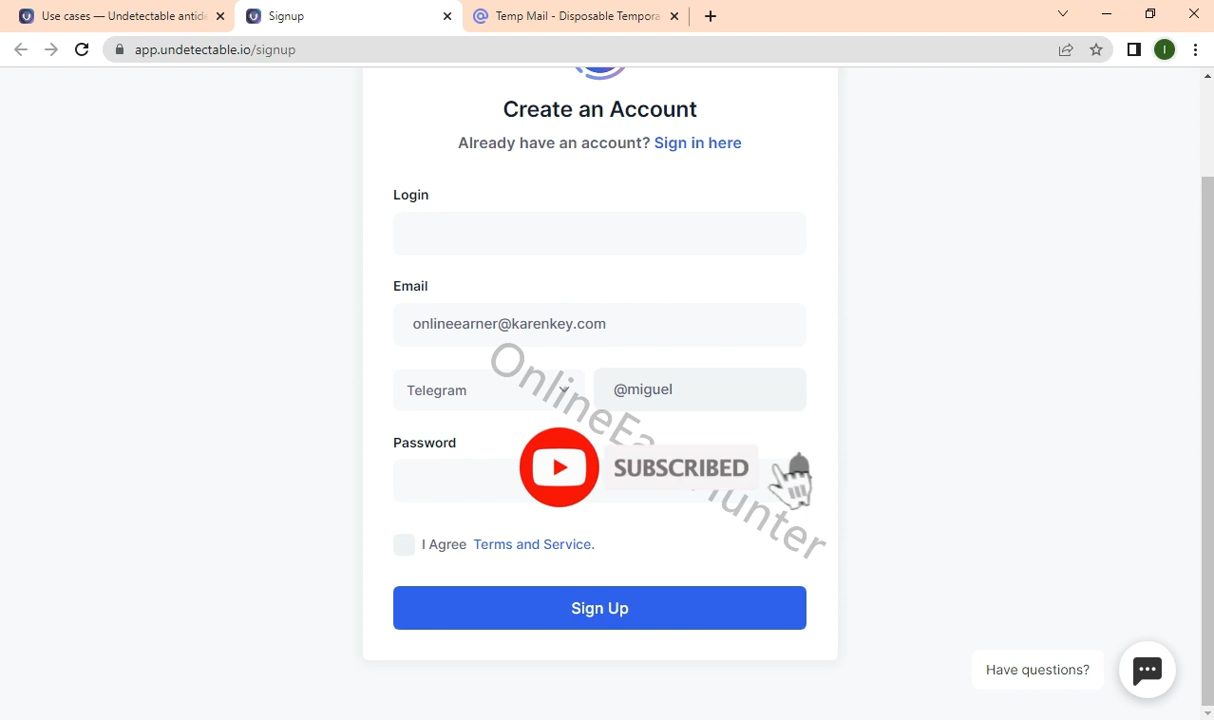 Use cases — Undetectable antide
Signup
Temp Mail - Disposable Tempora
app.undetectable.io/signup
I
Create an Account
Already have an account? Sign in here
Login
Email
onlineearner@karenkey.com
Telegram
@miguel
Password
SUBSCRIBED
I Agree Terms and Service.
Sign Up
Have questions?